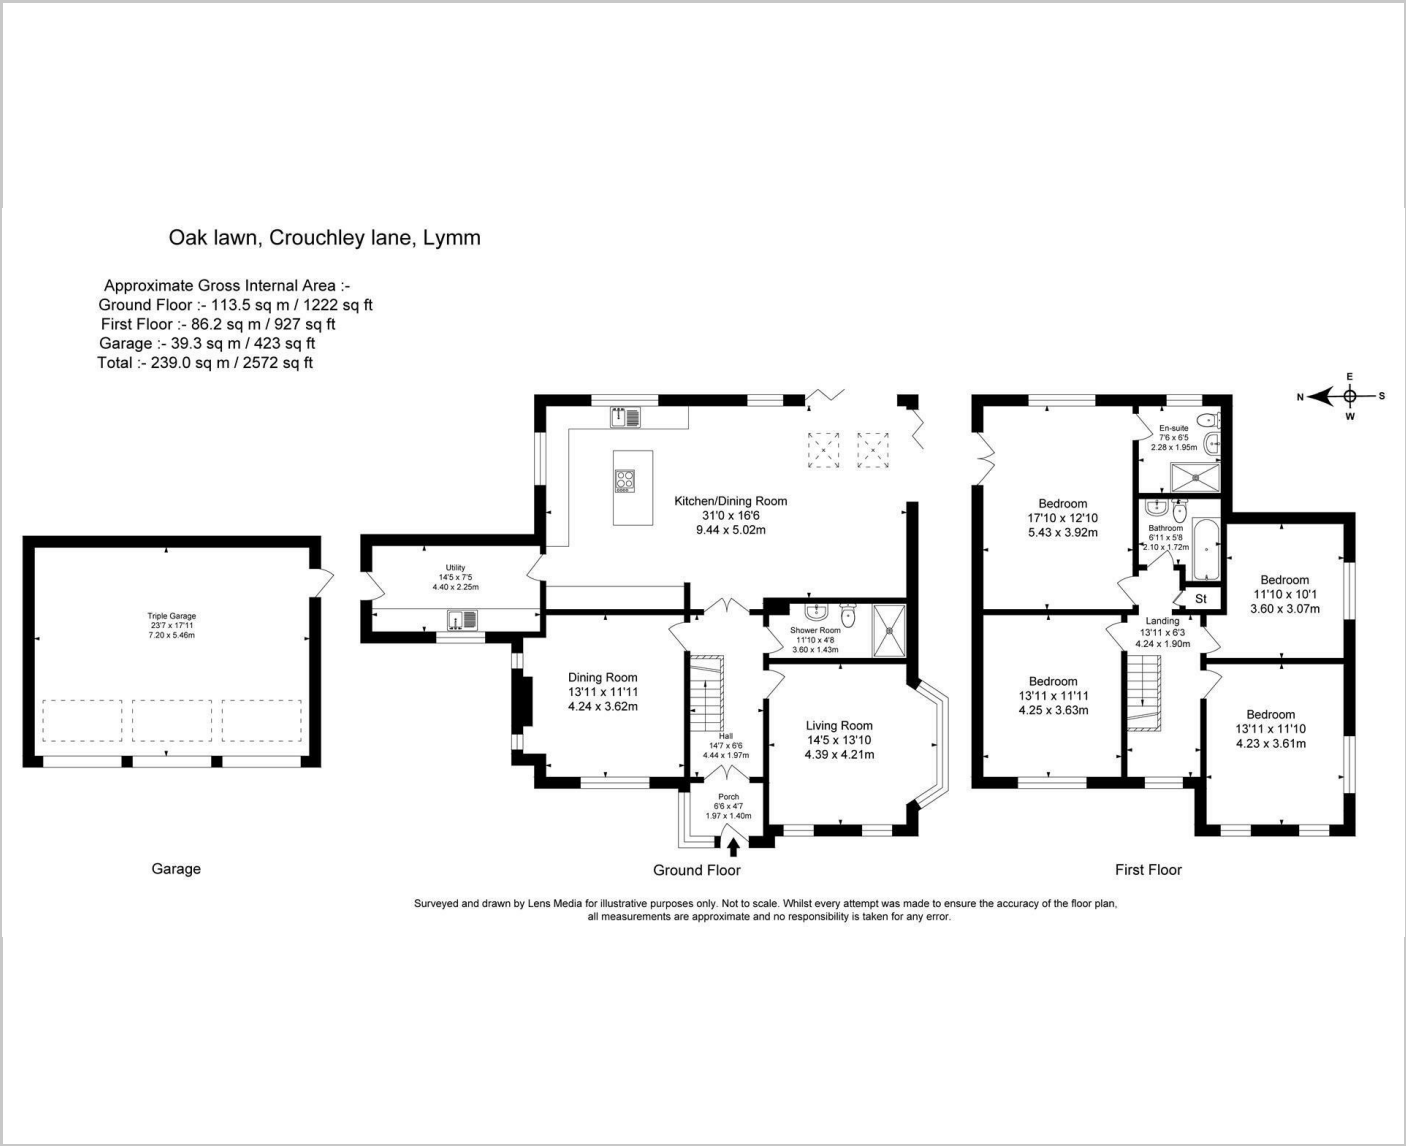 Oak lawn, Crouchley lane, Lymm
Approximate Gross Internal Area :-
Ground Floor :- 113.5 sq m / 1222 sq ft
First Floor :- 86.2 sq m / 927 sq ft
Garage :- 39.3 sq m / 423 sq ft
Total :- 239.0 sq m / 2572 sq ft
E
N
S
W
Triple Garage
23'7 x 17'11
7.20 x 5.46m
Garage
Utility
14'5 x 7'5
4.40 x 2.25m
Kitchen/Dining Room
31'0 x 16'6
9.44 x 5.02m
Shower Room
11'10 x 4'8
3.60 x 1.43m
Dining Room
13'11 x 11'11
4.24 x 3.62m
Hall
14'7 x 6'6
4.44 x 1.97m
Living Room
14'5 x 13'10
4.39 x 4.21m
Porch
6'6 x 4'7
1.97 x 1.40m
Ground Floor
En-suite
7'6 x 6'5
2.28 x 1.95m
Bedroom
17'10 x 12'10
5.43 x 3.92m
Bathroom
6'11 x 5'8
2.10 x 1.72m
St
Bedroom
11'10 x 10'1
3.60 x 3.07m
Landing
13'11 x 6'3
4.24 x 1.90m
Bedroom
13'11 x 11'11
4.25 x 3.63m
Bedroom
13'11 x 11'10
4.23 x 3.61m
First Floor
Surveyed and drawn by Lens Media for illustrative purposes only. Not to scale. Whilst every attempt was made to ensure the accuracy of the floor plan,
all measurements are approximate and no responsibility is taken for any error.